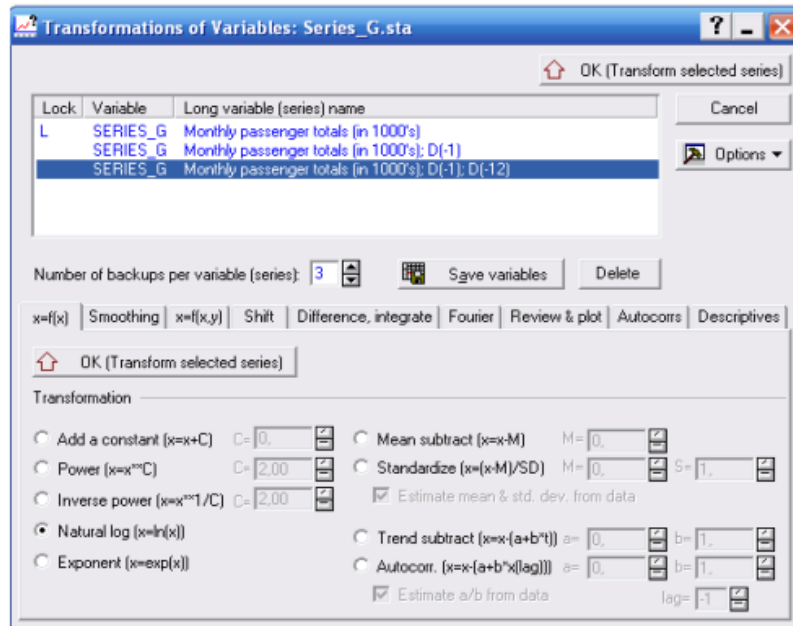 Transformations of Variables: Series_G.sta
OK (Transform selected series)
Lock Variable Long variable (series) name
L SERIES_G Monthly passenger totals (in 1000's)
SERIES_G Monthly passenger totals (in 1000's); D(-1)
SERIES_G Monthly passenger totals (in 1000's); D(-1); D(-12)
Cancel
Options
Number of backups per variable (series): 3 Save variables Delete
x=f(x) Smoothing x=f(x,y) Shift Difference, integrate Fourier Review & plot Autocorrs Descriptives
OK (Transform selected series)
Transformation
Add a constant (x=x+C) C= 0,
Power (x=x**C) C= 2,00
Inverse power (x=x**1/C) C= 2,00
Natural log (x=ln(x))
Exponent (x=exp(x))
Mean subtract (x=x-M) M= 0,
Standardize (x=(x-M)/SD) M= 0, S= 1,
Estimate mean & std. dev. from data
Trend subtract (x=x-(a+b*t)) a= 0, b= 1,
Autocorr. (x=x-(a+b*x(lag))) a= 0, b= 1,
Estimate a/b from data lag= -1